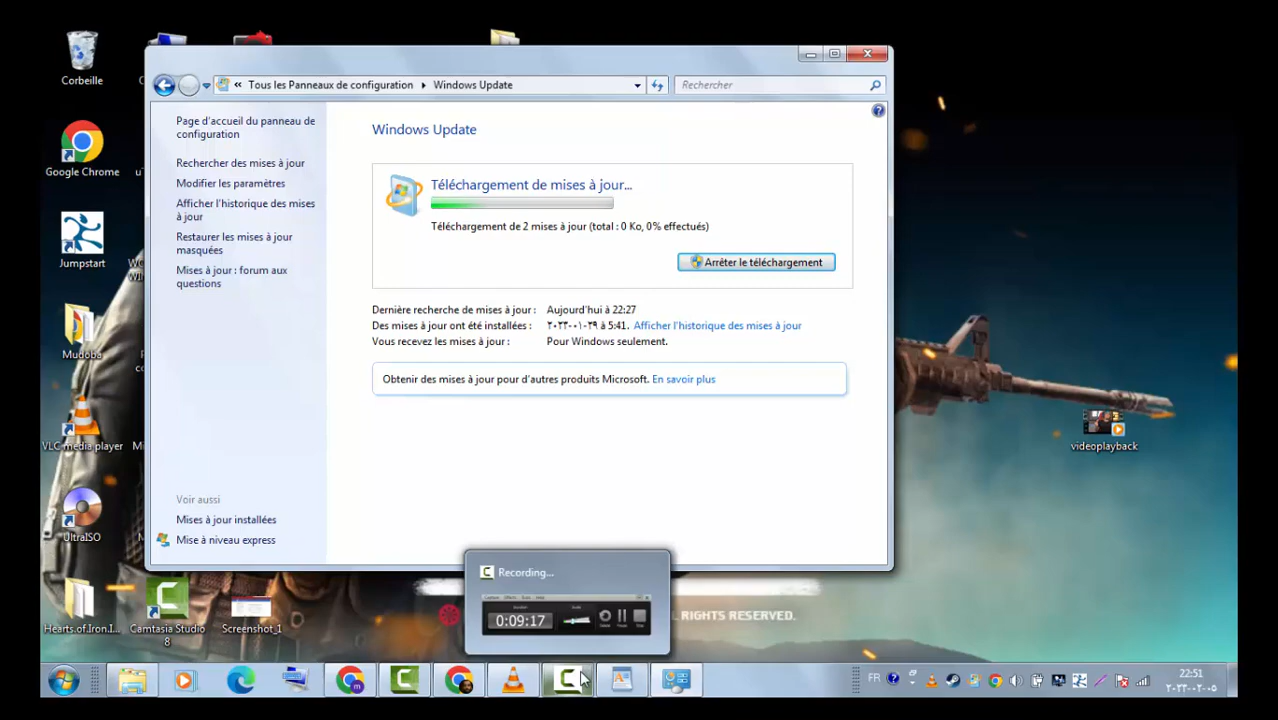 Corbeille
Google Chrome
Jumpstart
Mudoba
VLC media player
UltraISO
Hearts.of.Iron.I...
Camtasia Studio
8
Screenshot_1
videoplayback
« Tous les Panneaux de configuration Windows Update
Rechercher
Page d'accueil du panneau de
configuration
Rechercher des mises à jour
Modifier les paramètres
Afficher l'historique des mises
à jour
Restaurer les mises à jour
masquées
Mises à jour : forum aux
questions
Voir aussi
Mises à jour installées
Mise à niveau express
Windows Update
Téléchargement de mises à jour...
Téléchargement de 2 mises à jour (total : 0 Ko, 0% effectués)
Arrêter le téléchargement
Dernière recherche de mises à jour : Aujourd'hui à 22:27
Des mises à jour ont été installées : ٢٠٢٣-٠١-٢٩ à 5:41. Afficher l'historique des mises à jour
Vous recevez les mises à jour : Pour Windows seulement.
Obtenir des mises à jour pour d'autres produits Microsoft. En savoir plus
Recording...
0:09:17
RIGHTS RESERVED.
FR
22:51
٢٠٢٣-٠٢-٠٥